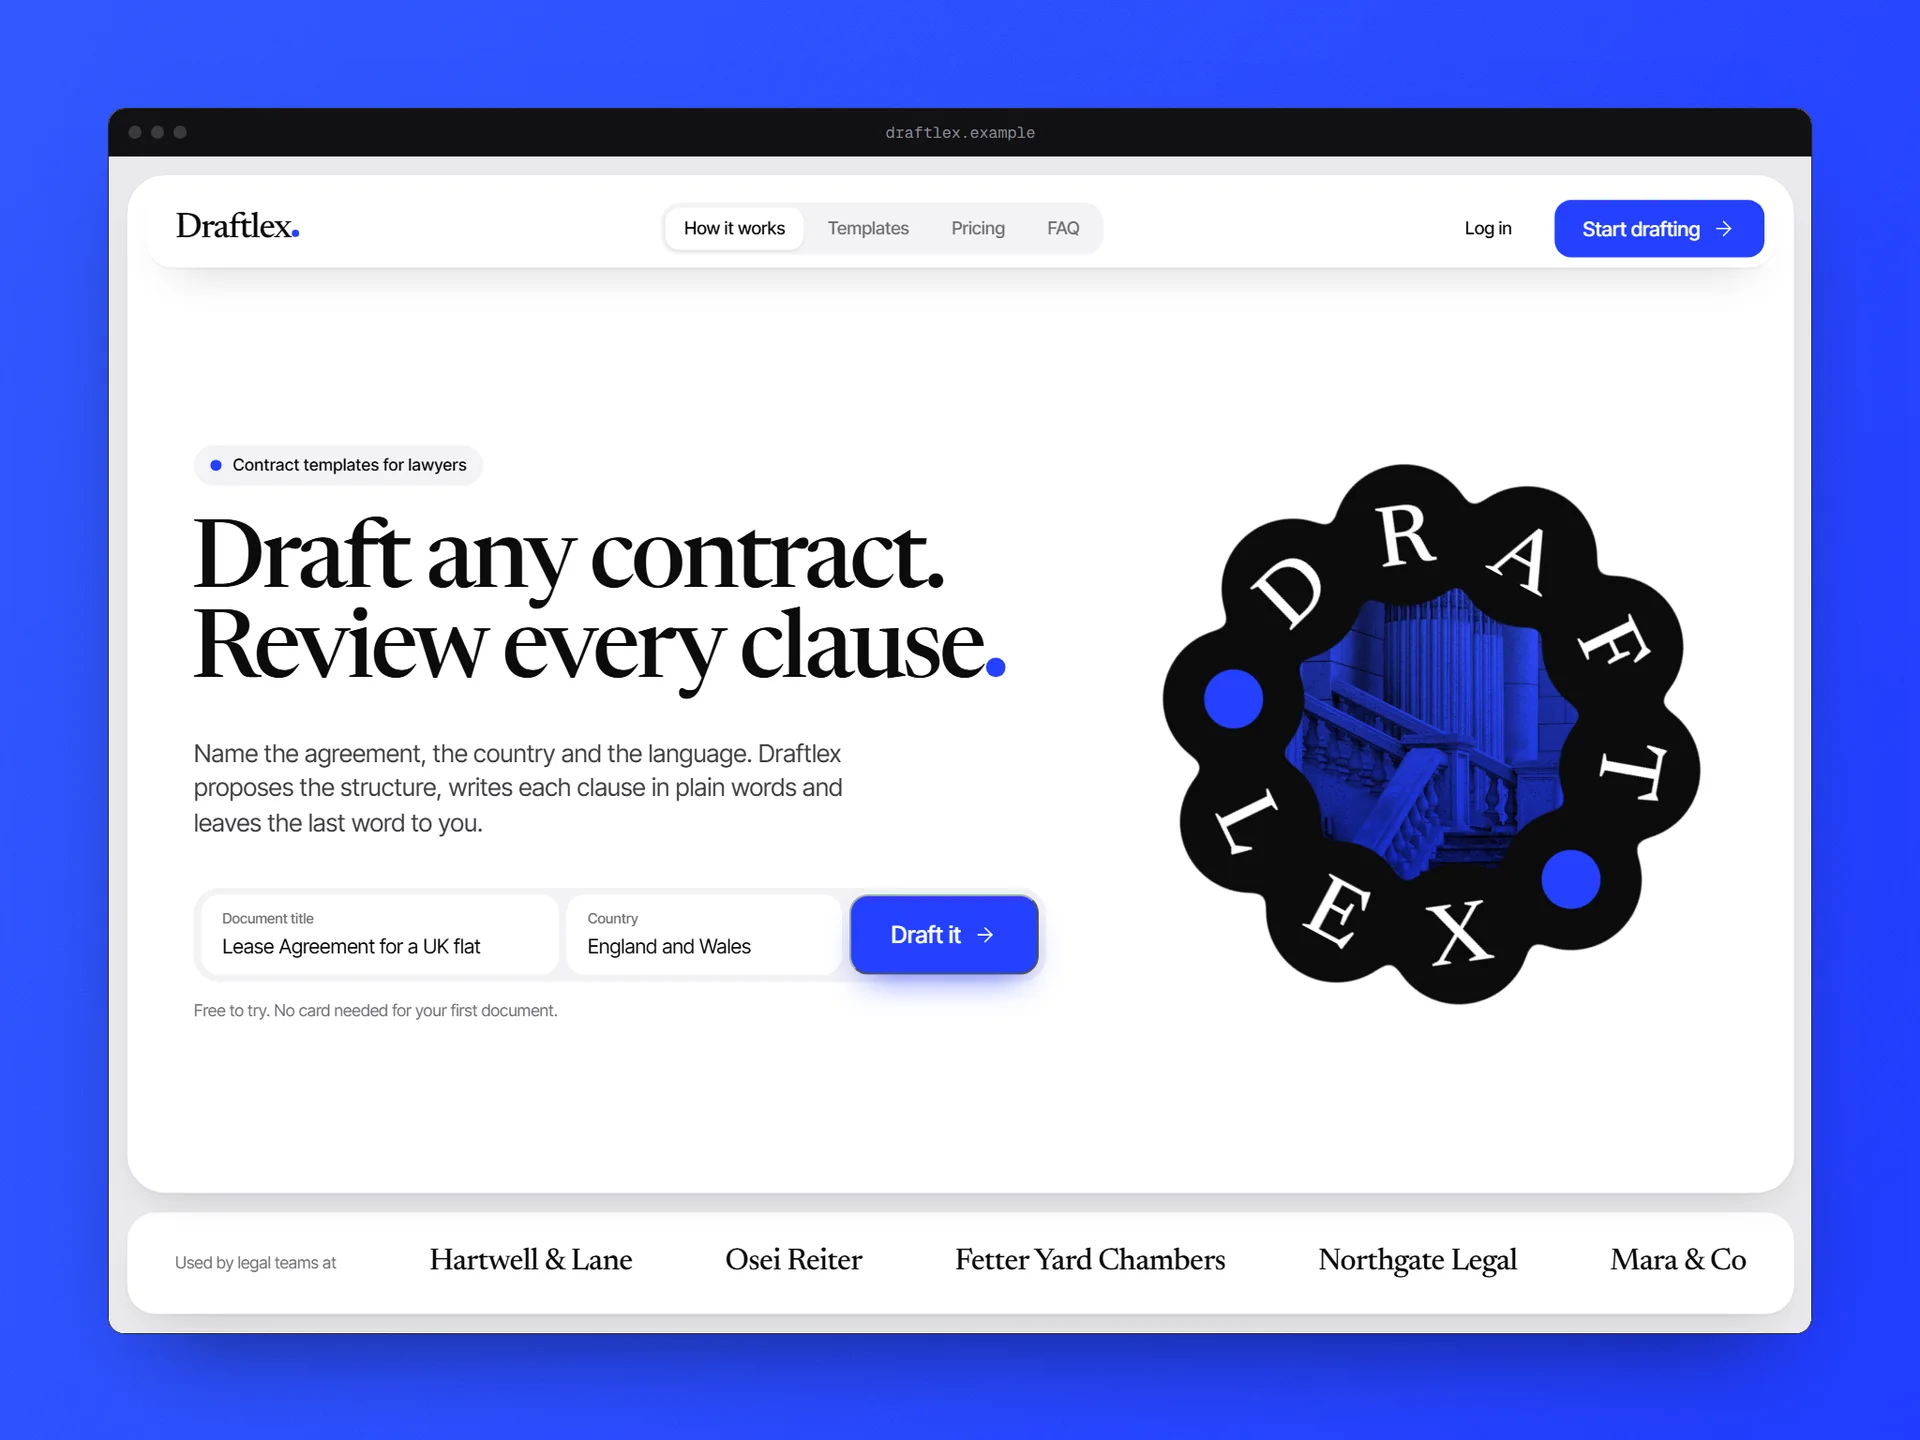 draftlex.example
Draftlex.
How it works
Templates
Pricing
FAQ
Log in
Start drafting
Contract templates for lawyers
Draft any contract.
Review every clause.
Name the agreement, the country and the language. Draftlex
proposes the structure, writes each clause in plain words and
leaves the last word to you.
Document title
Lease Agreement for a UK flat
Country
England and Wales
Draft it
Free to try. No card needed for your first document.
DRAFT
LEX
Used by legal teams at
Hartwell & Lane
Osei Reiter
Fetter Yard Chambers
Northgate Legal
Mara & Co